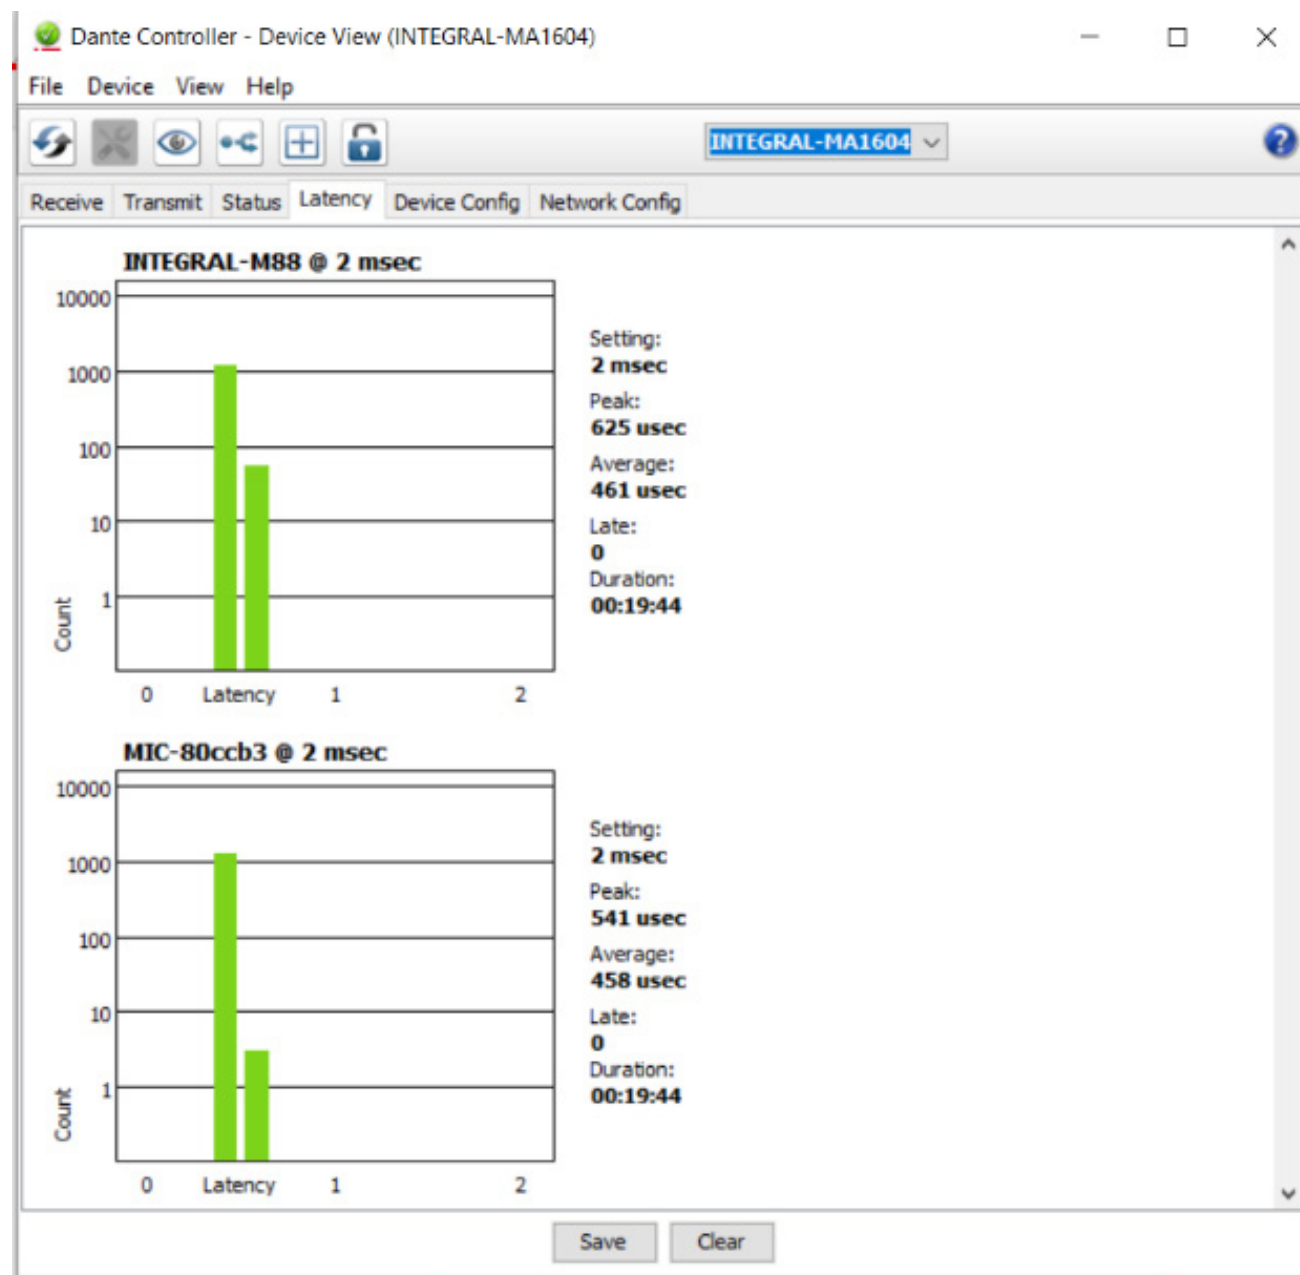 Dante Controller - Device View (INTEGRAL-MA1604)
File Device View Help
INTEGRAL-MA1604
?
Receive Transmit Status Latency Device Config Network Config
INTEGRAL-M88 @ 2 msec
10000
1000
100
10
1
Count
0 Latency 1 2
Setting:
2 msec
Peak:
625 usec
Average:
461 usec
Late:
0
Duration:
00:19:44
MIC-80ccb3 @ 2 msec
10000
1000
100
10
1
Count
0 Latency 1 2
Setting:
2 msec
Peak:
541 usec
Average:
458 usec
Late:
0
Duration:
00:19:44
Save Clear